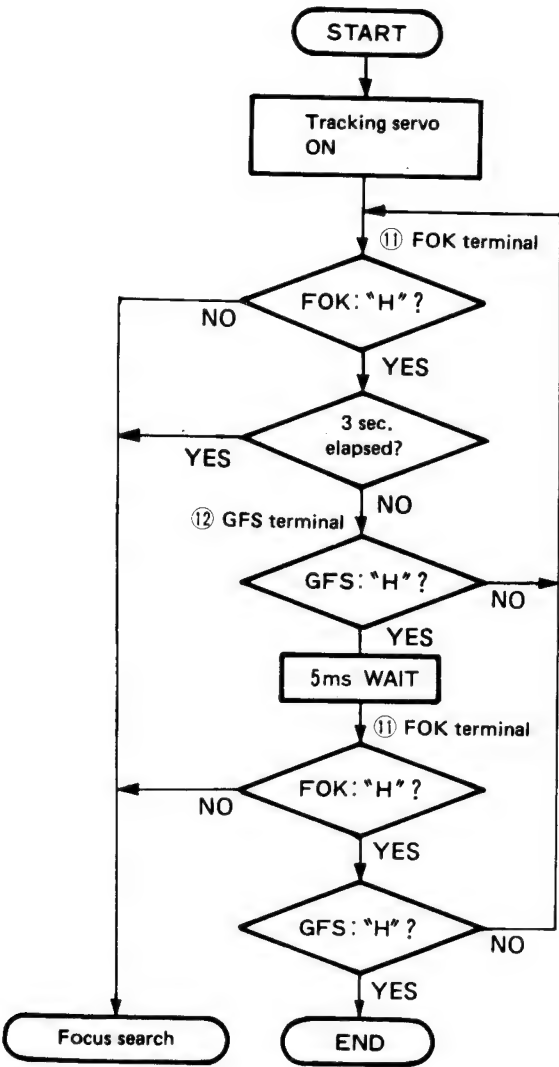 START
Tracking servo
ON
⑪ FOK terminal
FOK: "H" ?
NO
YES
3 sec.
elapsed?
YES
NO
⑫ GFS terminal
GFS: "H" ?
NO
YES
5ms WAIT
⑪ FOK terminal
FOK: "H" ?
NO
YES
GFS: "H" ?
NO
YES
Focus search
END